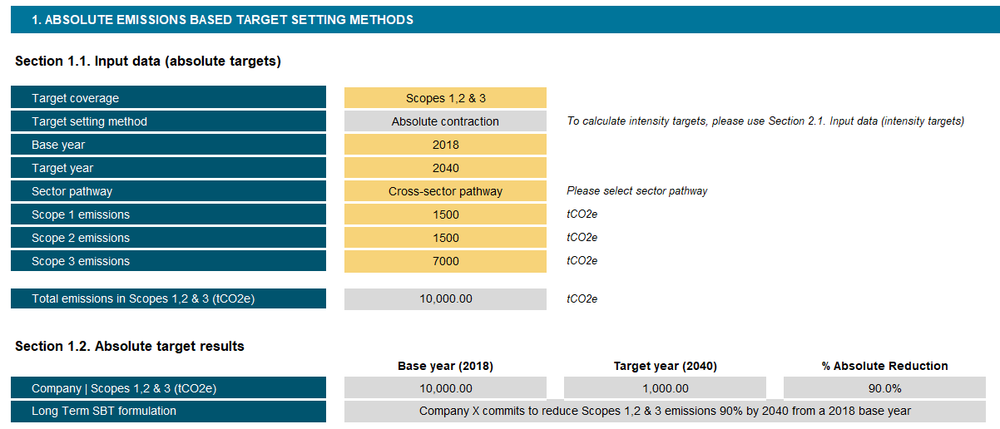 1. ABSOLUTE EMISSIONS BASED TARGET SETTING METHODS
Section 1.1. Input data (absolute targets)
Target coverage Scopes 1,2 & 3
Target setting method Absolute contraction To calculate intensity targets, please use Section 2.1. Input data (intensity targets)
Base year 2018
Target year 2040
Sector pathway Cross-sector pathway Please select sector pathway
Scope 1 emissions 1500 tCO2e
Scope 2 emissions 1500 tCO2e
Scope 3 emissions 7000 tCO2e
Total emissions in Scopes 1,2 & 3 (tCO2e) 10,000.00 tCO2e
Section 1.2. Absolute target results
Base year (2018) Target year (2040) % Absolute Reduction
Company | Scopes 1,2 & 3 (tCO2e) 10,000.00 1,000.00 90.0%
Long Term SBT formulation Company X commits to reduce Scopes 1,2 & 3 emissions 90% by 2040 from a 2018 base year